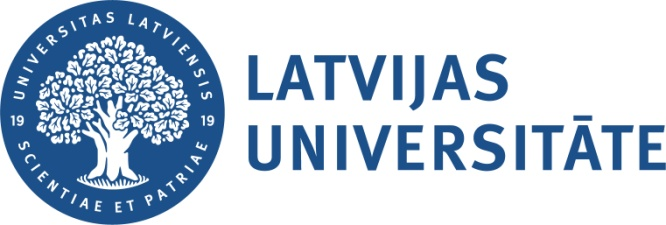 UNIVERSITAS LATVIENSIS
19 19
SCIENTIAE ET PATRIAE
LATVIJAS
UNIVERSITĀTE